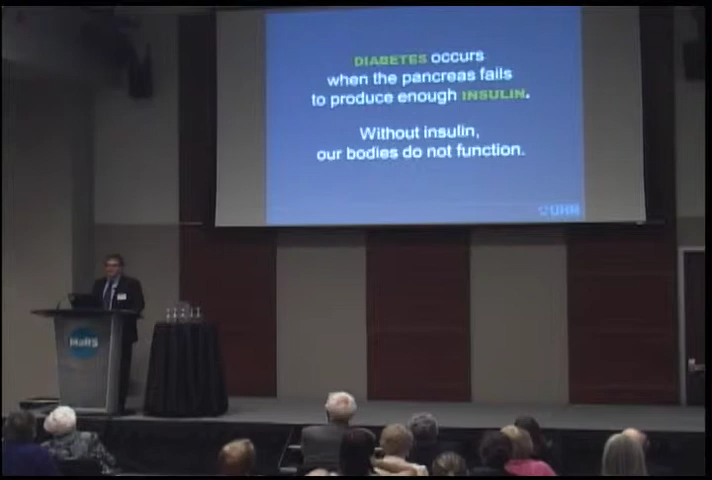 DIABETES occurs
when the pancreas fails
to produce enough INSULIN.
Without insulin,
our bodies do not function.
UHN
MaRS